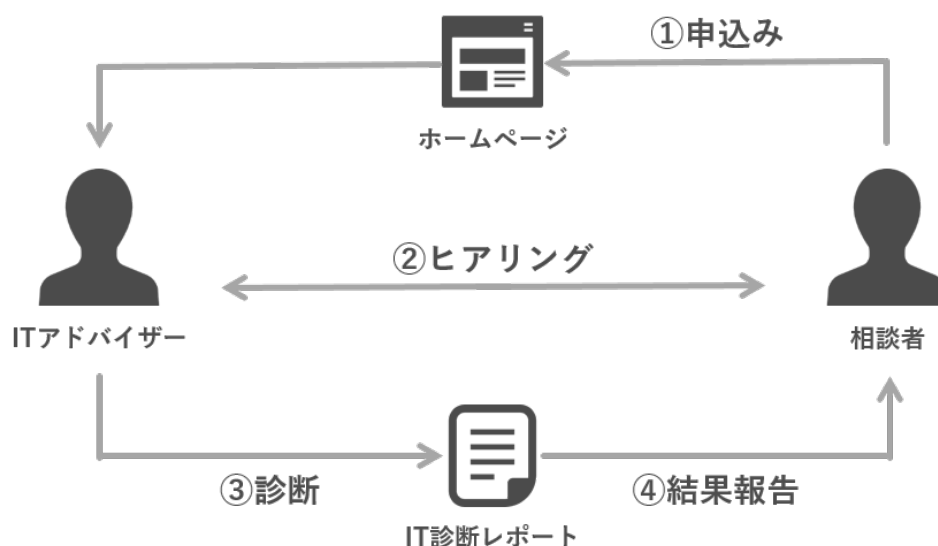 ①申込み
ホームページ
②ヒアリング
ITアドバイザー
相談者
③診断
④結果報告
IT診断レポート